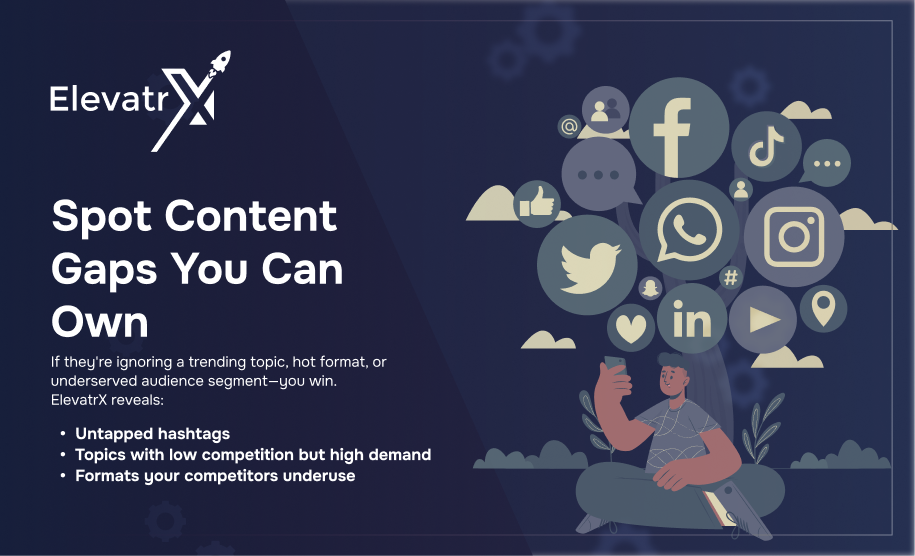 ElevatrX
Spot Content
Gaps You Can
Own
If they're ignoring a trending topic, hot format, or
underserved audience segment—you win.
ElevatrX reveals:
• Untapped hashtags
• Topics with low competition but high demand
• Formats your competitors underuse
@
f
#
in